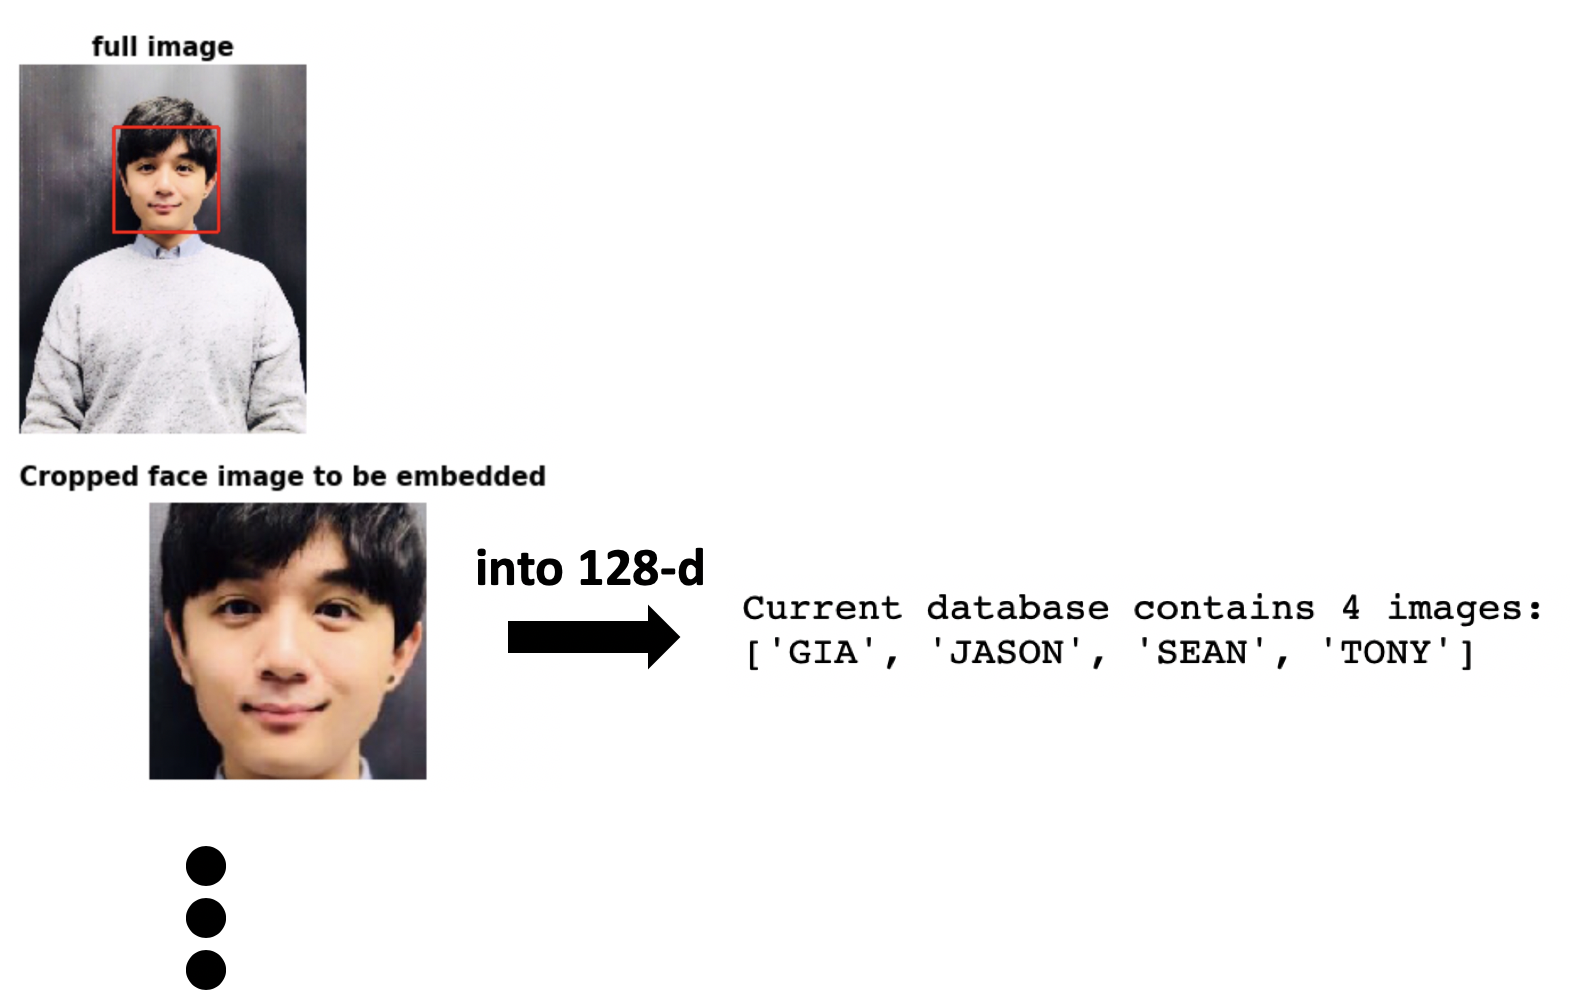 full image
Cropped face image to be embedded
into 128-d
Current database contains 4 images:
['GIA', 'JASON', 'SEAN', 'TONY']